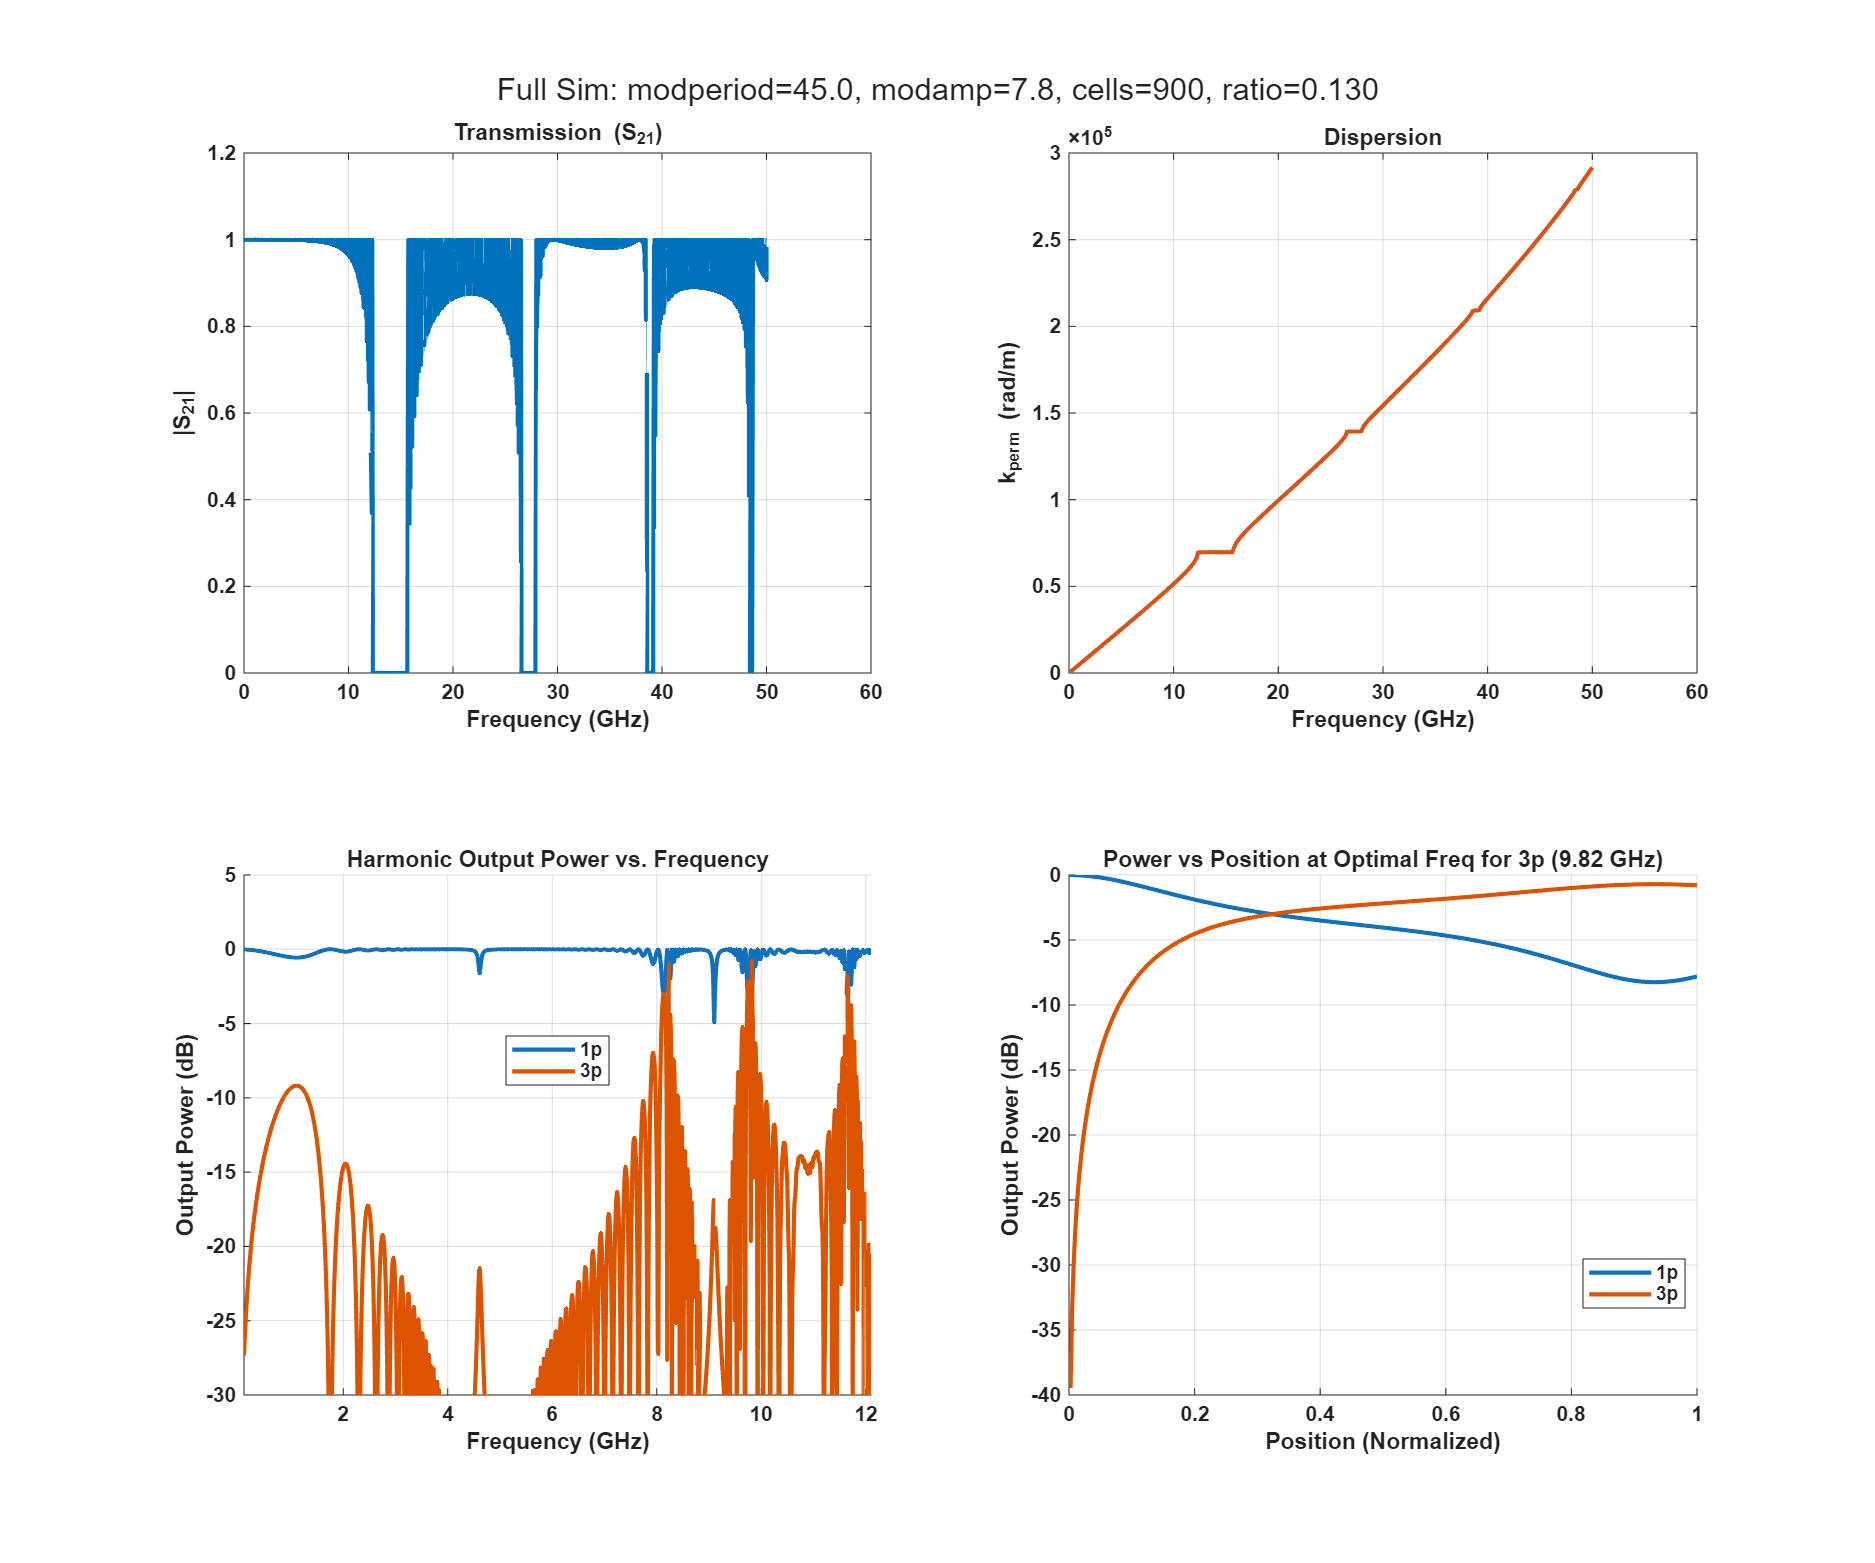 Full Sim: modperiod=45.0, modamp=7.8, cells=900, ratio=0.130
Transmission (S21)
1.2
1
0.8
0.6
0.4
0.2
0
|S21|
0 10 20 30 40 50 60
Frequency (GHz)
×10^5
Dispersion
3
2.5
2
1.5
1
0.5
0
kperm (rad/m)
0 10 20 30 40 50 60
Frequency (GHz)
Harmonic Output Power vs. Frequency
5
0
-5
-10
-15
-20
-25
-30
Output Power (dB)
1p
3p
2 4 6 8 10 12
Frequency (GHz)
Power vs Position at Optimal Freq for 3p (9.82 GHz)
0
-5
-10
-15
-20
-25
-30
-35
-40
Output Power (dB)
1p
3p
0 0.2 0.4 0.6 0.8 1
Position (Normalized)